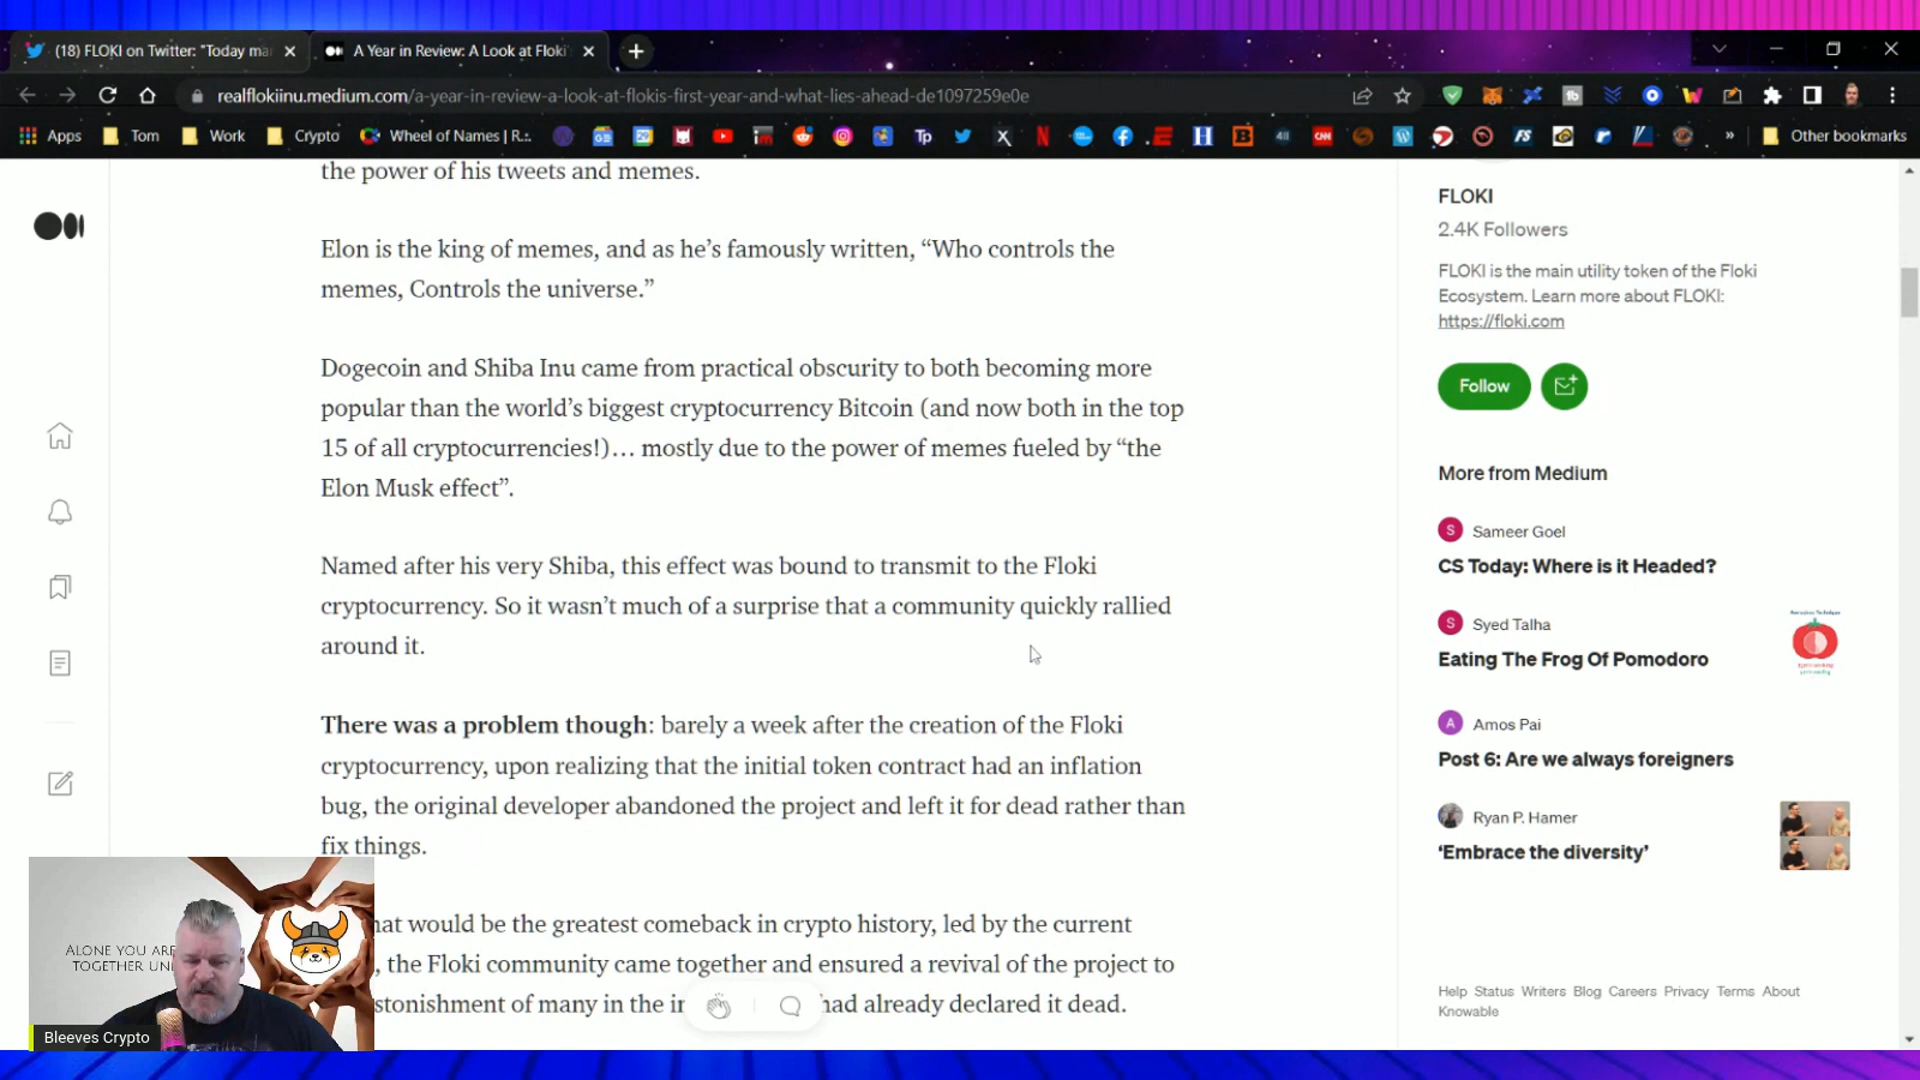 (18) FLOKI on Twitter: "Today ma
A Year in Review: A Look at Floki'
realflokiinu.medium.com/a-year-in-review-a-look-at-flokis-first-year-and-what-lies-ahead-de1097259e0e
Apps Tom Work Crypto Wheel of Names | R... Other bookmarks
the power of his tweets and memes.
Elon is the king of memes, and as he's famously written, “Who controls the
memes, Controls the universe.”
Dogecoin and Shiba Inu came from practical obscurity to both becoming more
popular than the world's biggest cryptocurrency Bitcoin (and now both in the top
15 of all cryptocurrencies!)… mostly due to the power of memes fueled by “the
Elon Musk effect”.
Named after his very Shiba, this effect was bound to transmit to the Floki
cryptocurrency. So it wasn't much of a surprise that a community quickly rallied
around it.
There was a problem though: barely a week after the creation of the Floki
cryptocurrency, upon realizing that the initial token contract had an inflation
bug, the original developer abandoned the project and left it for dead rather than
fix things.
hat would be the greatest comeback in crypto history, led by the current
, the Floki community came together and ensured a revival of the project to
stonishment of many in the in had already declared it dead.
FLOKI
2.4K Followers
FLOKI is the main utility token of the Floki
Ecosystem. Learn more about FLOKI:
https://floki.com
Follow
More from Medium
S Sameer Goel
CS Today: Where is it Headed?
S Syed Talha
Eating The Frog Of Pomodoro
A Amos Pai
Post 6: Are we always foreigners
Ryan P. Hamer
‘Embrace the diversity’
Help Status Writers Blog Careers Privacy Terms About
Knowable
ALONE YOU ARE
TOGETHER UN
Bleeves Crypto